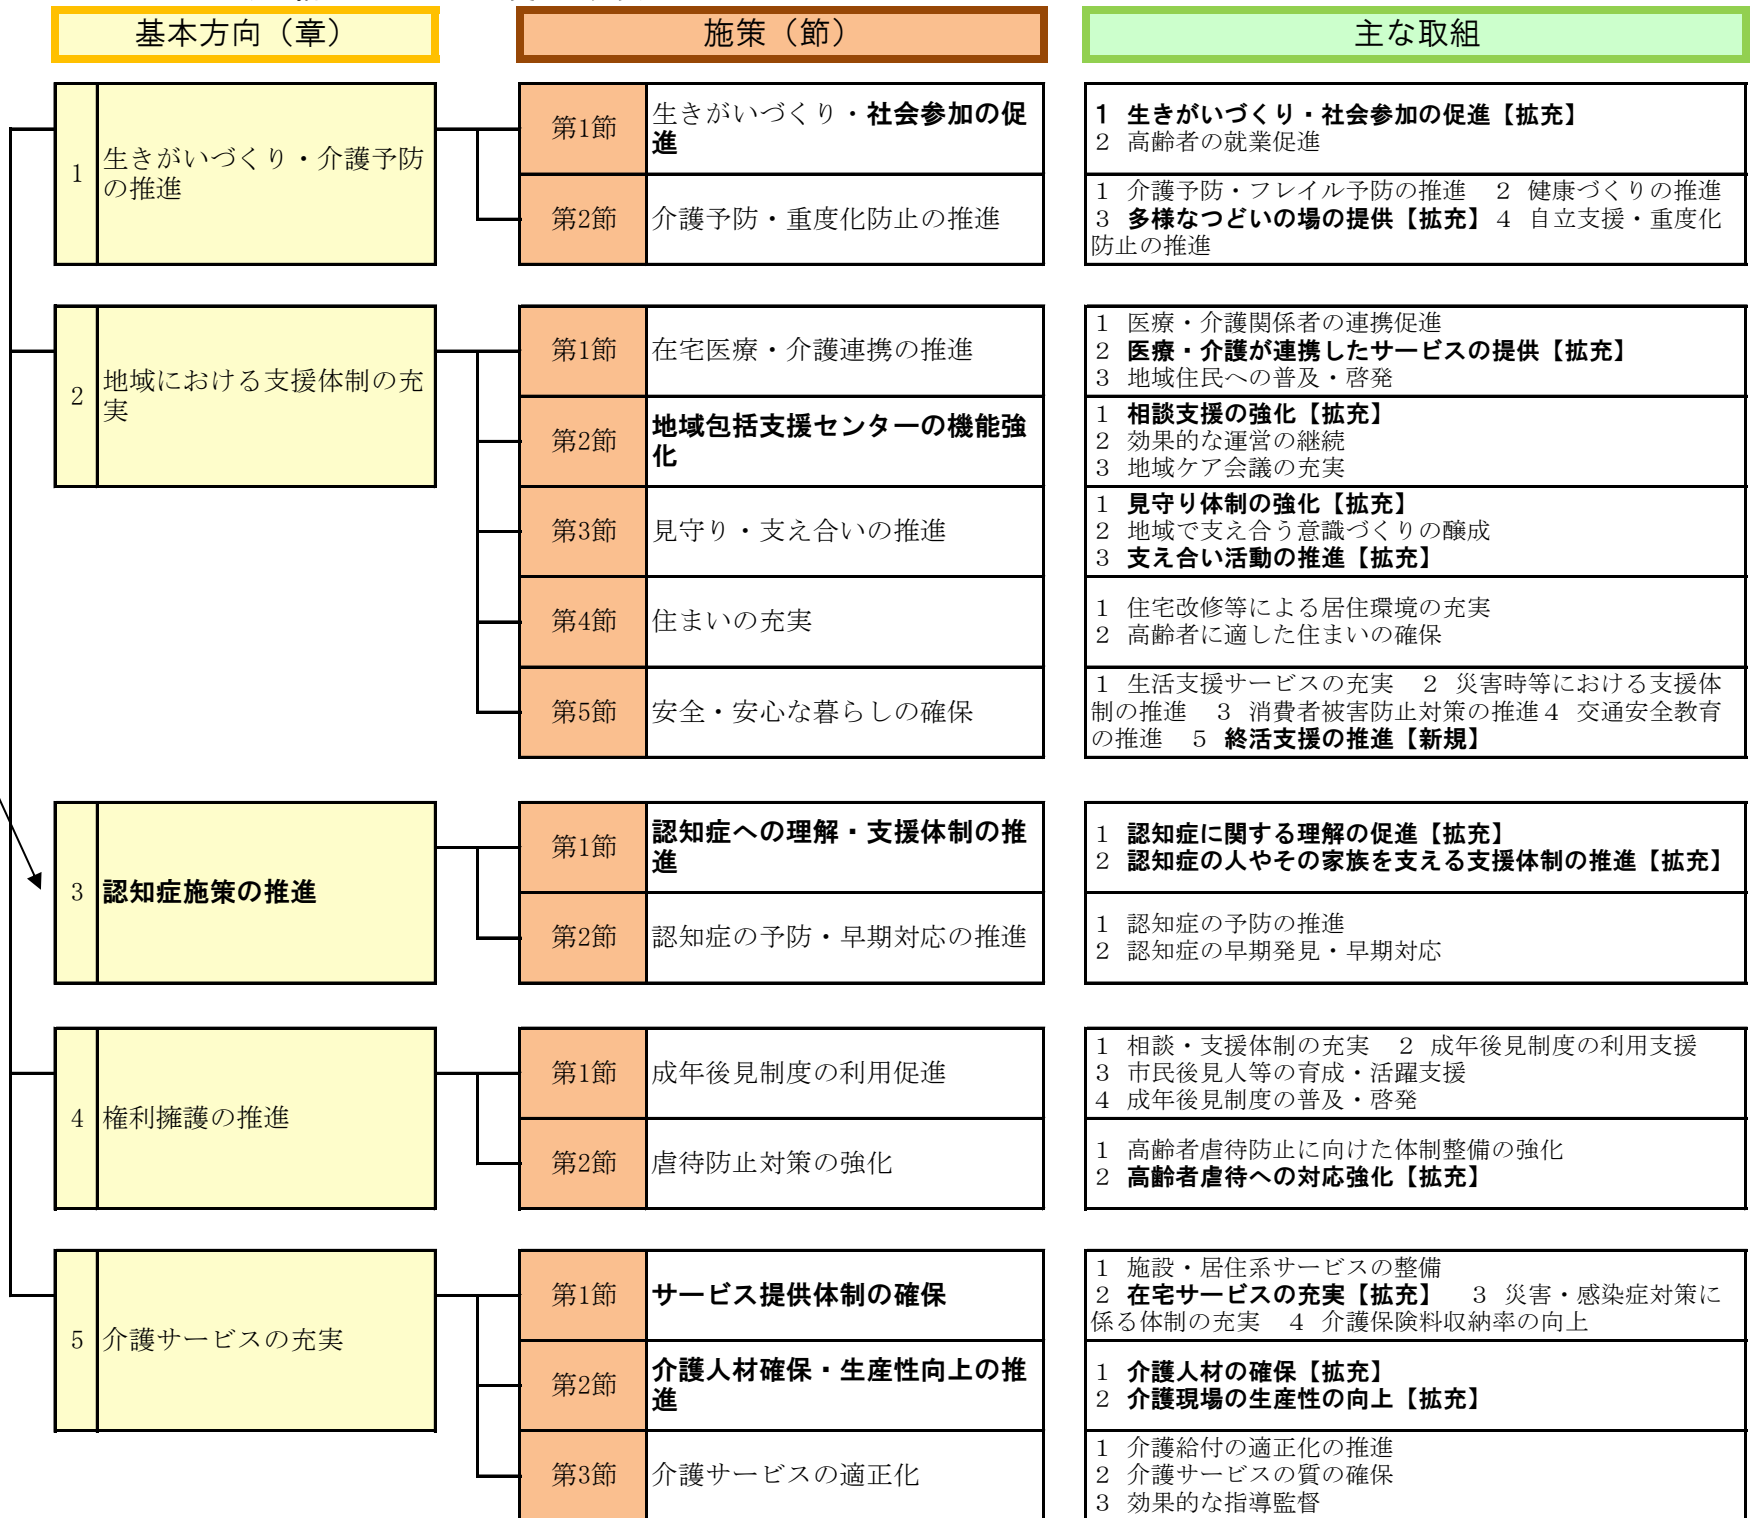 基本方向（章）
施策（節）
主な取組
1
生きがいづくり・介護予防
の推進
第1節
生きがいづくり・社会参加の促
進
1 生きがいづくり・社会参加の促進【拡充】
2 高齢者の就業促進
第2節
介護予防・重度化防止の推進
1 介護予防・フレイル予防の推進 2 健康づくりの推進
3 多様なつどいの場の提供【拡充】4 自立支援・重度化
防止の推進
2
地域における支援体制の充
実
第1節
在宅医療・介護連携の推進
1 医療・介護関係者の連携促進
2 医療・介護が連携したサービスの提供【拡充】
3 地域住民への普及・啓発
第2節
地域包括支援センターの機能強
化
1 相談支援の強化【拡充】
2 効果的な運営の継続
3 地域ケア会議の充実
第3節
見守り・支え合いの推進
1 見守り体制の強化【拡充】
2 地域で支え合う意識づくりの醸成
3 支え合い活動の推進【拡充】
第4節
住まいの充実
1 住宅改修等による居住環境の充実
2 高齢者に適した住まいの確保
第5節
安全・安心な暮らしの確保
1 生活支援サービスの充実 2 災害時等における支援体
制の推進 3 消費者被害防止対策の推進4 交通安全教育
の推進 5 終活支援の推進【新規】
3
認知症施策の推進
第1節
認知症への理解・支援体制の推
進
1 認知症に関する理解の促進【拡充】
2 認知症の人やその家族を支える支援体制の推進【拡充】
第2節
認知症の予防・早期対応の推進
1 認知症の予防の推進
2 認知症の早期発見・早期対応
4
権利擁護の推進
第1節
成年後見制度の利用促進
1 相談・支援体制の充実 2 成年後見制度の利用支援
3 市民後見人等の育成・活躍支援
4 成年後見制度の普及・啓発
第2節
虐待防止対策の強化
1 高齢者虐待防止に向けた体制整備の強化
2 高齢者虐待への対応強化【拡充】
5
介護サービスの充実
第1節
サービス提供体制の確保
1 施設・居住系サービスの整備
2 在宅サービスの充実【拡充】 3 災害・感染症対策に
係る体制の充実 4 介護保険料収納率の向上
第2節
介護人材確保・生産性向上の推
進
1 介護人材の確保【拡充】
2 介護現場の生産性の向上【拡充】
第3節
介護サービスの適正化
1 介護給付の適正化の推進
2 介護サービスの質の確保
3 効果的な指導監督